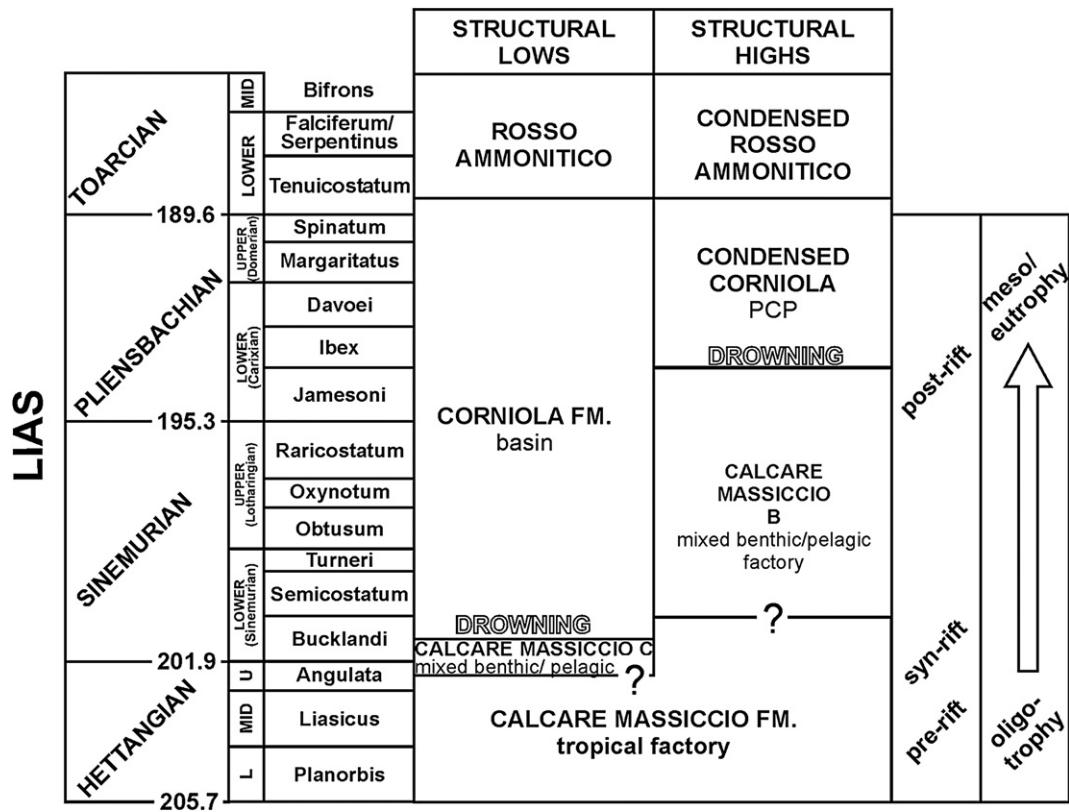 STRUCTURAL
LOWS
STRUCTURAL
HIGHS
LIAS
TOARCIAN
189.6
PLIENSBACHIAN
195.3
SINEMURIAN
201.9
HETTANGIAN
205.7
MID
LOWER
UPPER
(Domerian)
LOWER
(Carixian)
UPPER
(Lotharingian)
LOWER
(Sinemurian)
U
MID
L
Bifrons
Falciferum/
Serpentinus
Tenuicostatum
Spinatum
Margaritatus
Davoei
Ibex
Jamesoni
Raricostatum
Oxynotum
Obtusum
Turneri
Semicostatum
Bucklandi
Angulata
Liasicus
Planorbis
ROSSO
AMMONITICO
CORNIOLA FM.
basin
DROWNING
CALCARE MASSICCIO C
mixed benthic/ pelagic
?
CONDENSED
ROSSO
AMMONITICO
CONDENSED
CORNIOLA
PCP
DROWNING
CALCARE
MASSICCIO
B
mixed benthic/pelagic
factory
?
CALCARE MASSICCIO FM.
tropical factory
post-rift
syn-rift
pre-rift
meso/
eutrophy
oligo-
trophy